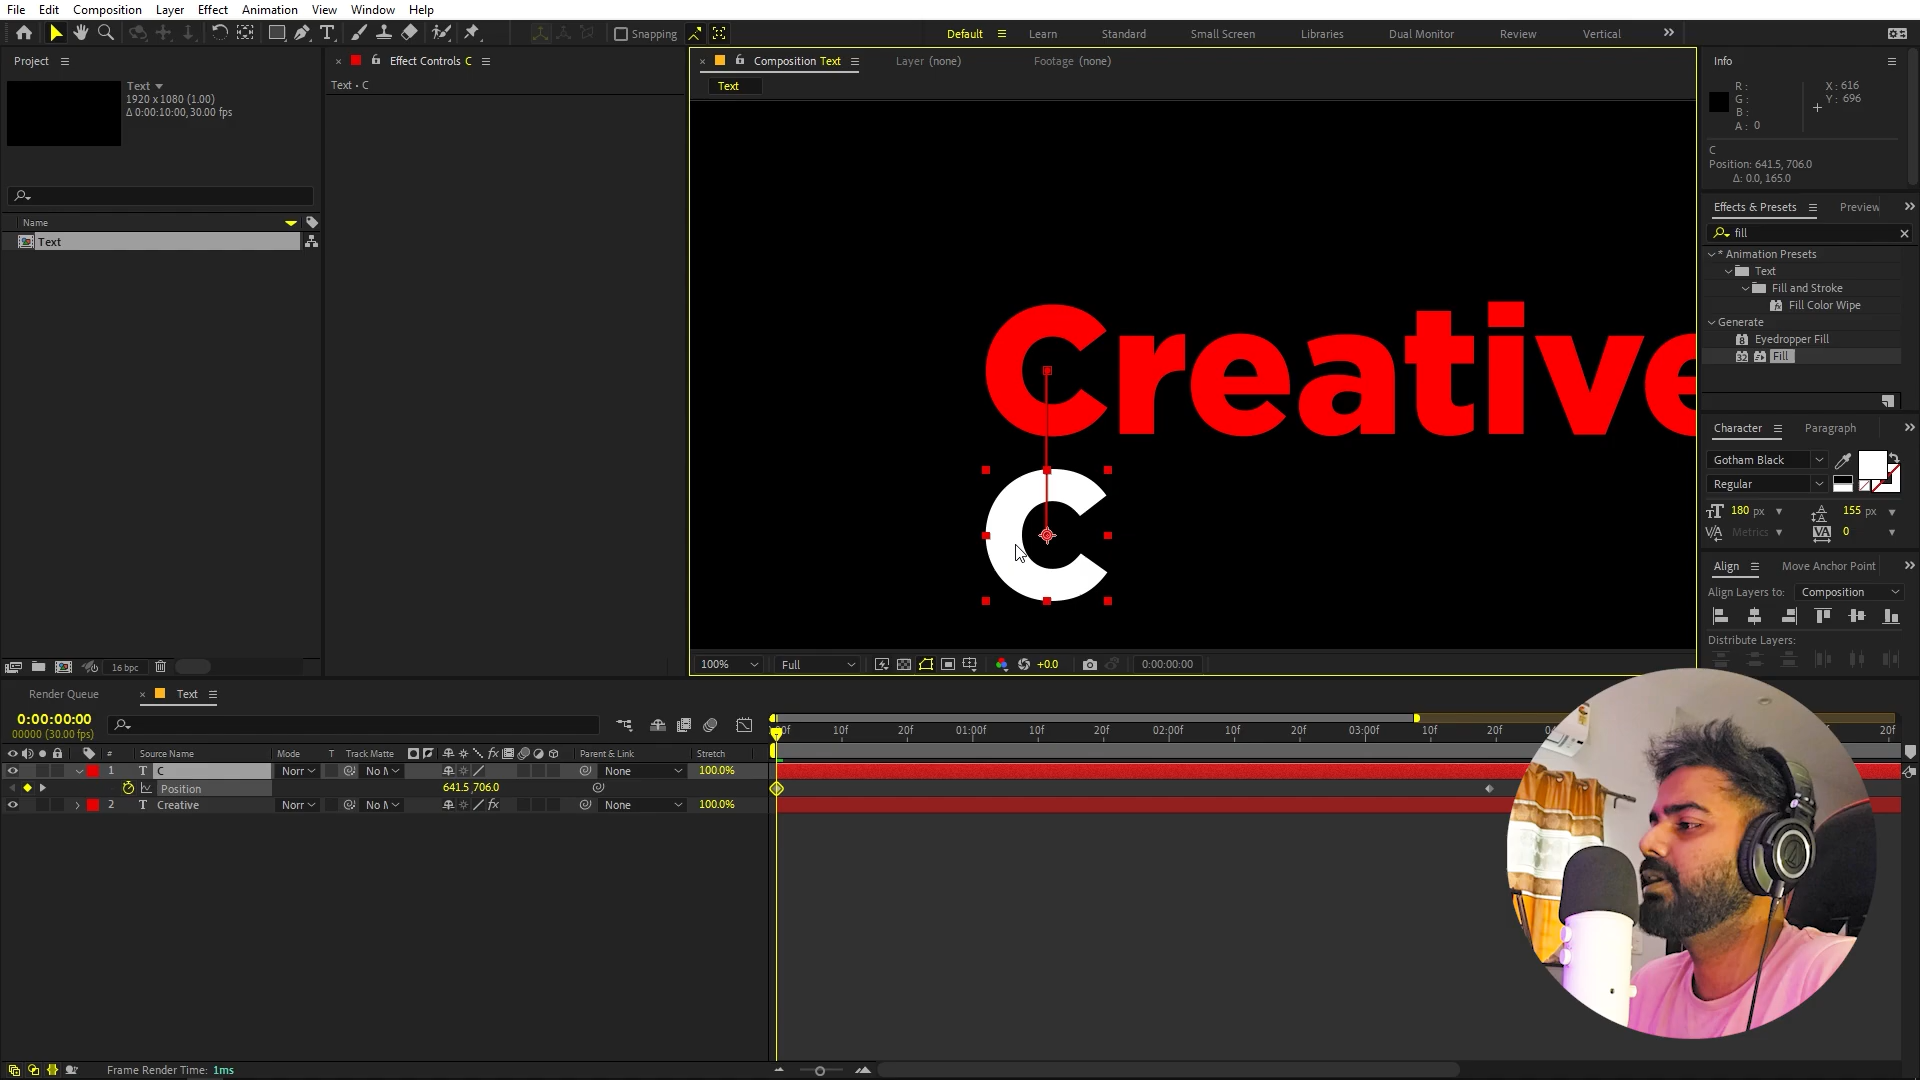 File Edit Composition Layer Effect Animation View Window Help
Snapping Default Learn Standard Small Screen Libraries Dual Monitor Review Vertical
Project
Text
1920 x 1080 (1.00)
Δ 0:00:10:00, 30.00 fps
Name
Text
16 bpc
Effect Controls C
Text • C
Composition Text Layer (none) Footage (none)
Text
Creative
C
100% Full +0.0 0:00:00:00
Info
R :
G :
B :
A : 0
X : 616
Y : 696
C
Position: 641.5, 706.0
Δ: 0.0, 165.0
Effects & Presets Preview
fill
* Animation Presets
Text
Fill and Stroke
Fill Color Wipe
Generate
Eyedropper Fill
Fill
Character Paragraph
Gotham Black
Regular
180 px 155 px
Metrics 0
Align Move Anchor Point
Align Layers to: Composition
Distribute Layers:
Render Queue Text
0:00:00:00
00000 (30.00 fps)
10f 20f 01:00f 10f 20f 02:00f 10f 20f 03:00f 10f 20f 20f
# Source Name Mode T Track Matte fx Parent & Link Stretch
1 T C Norr No M None 100.0%
Position 641.5,706.0
2 T Creative Norr No M fx None 100.0%
Frame Render Time: 1ms